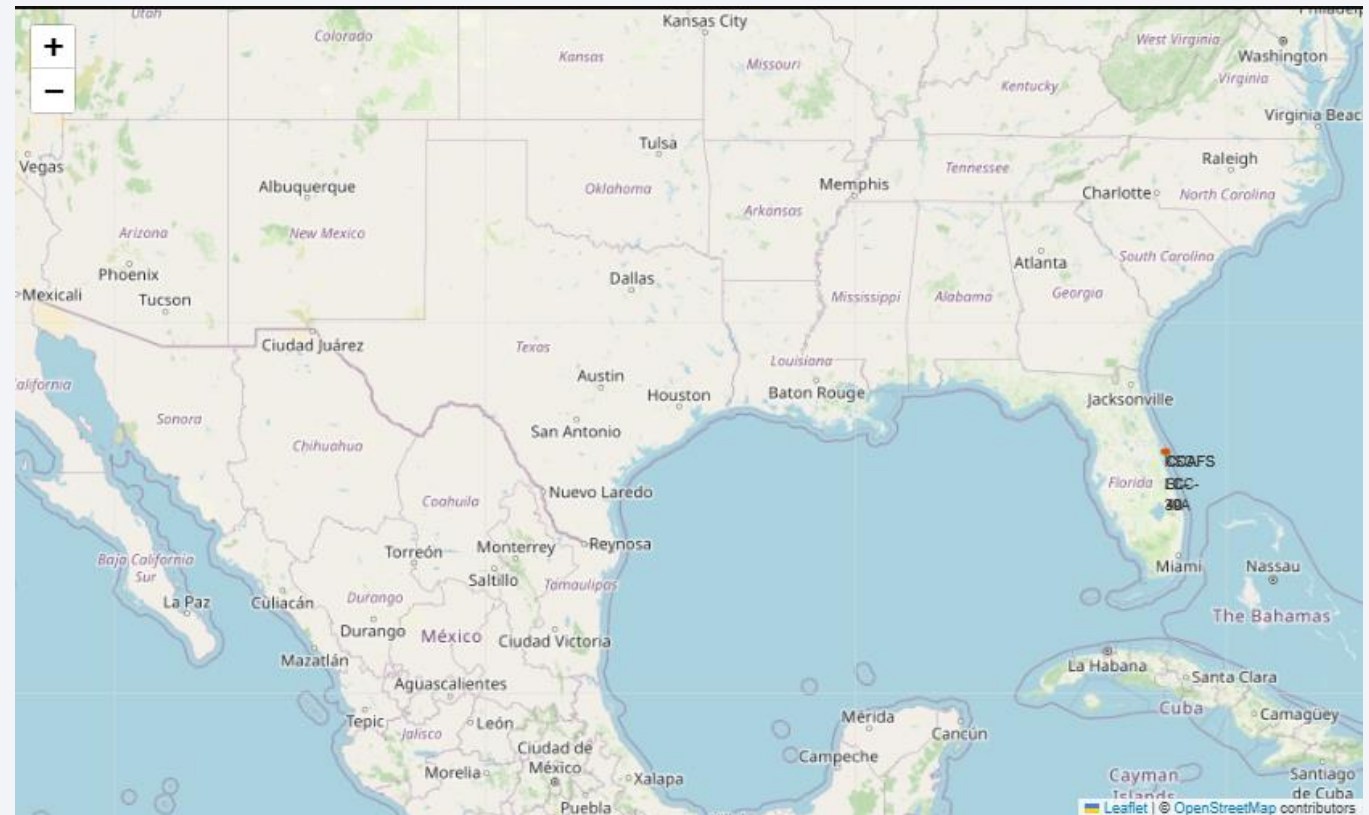 Utah
Colorado
Kansas City
Philadelp
+
Kansas
Missouri
West Virginia
Washington
−
Kentucky
Virginia
Virginia Beac
Vegas
Tulsa
Raleigh
Albuquerque
Oklahoma
Memphis
Tennessee
Charlotte
North Carolina
Arizona
New Mexico
Arkansas
Phoenix
Dallas
Atlanta
South Carolina
Mexicali
Tucson
Mississippi
Alabama
Georgia
Ciudad Juárez
Texas
Louisiana
alifornia
Austin
Houston
Baton Rouge
Jacksonville
Sonora
San Antonio
Chihuahua
Florida
Coahuila
Nuevo Laredo
Baja California
Sur
Torreón
Monterrey
Reynosa
Saltillo
Tamaulipas
Miami
Nassau
La Paz
Culiacán
Durango
The Bahamas
Durango
México
Ciudad Victoria
Mazatlán
La Habana
Santa Clara
Aguascalientes
Cuba
Camagüey
Tepic
León
Mérida
Cancún
Jalisco
Ciudad de
México
Campeche
Morelia
Xalapa
Cayman
Islands
Santiago
de Cuba
Puebla
Leaflet | © OpenStreetMap contributors